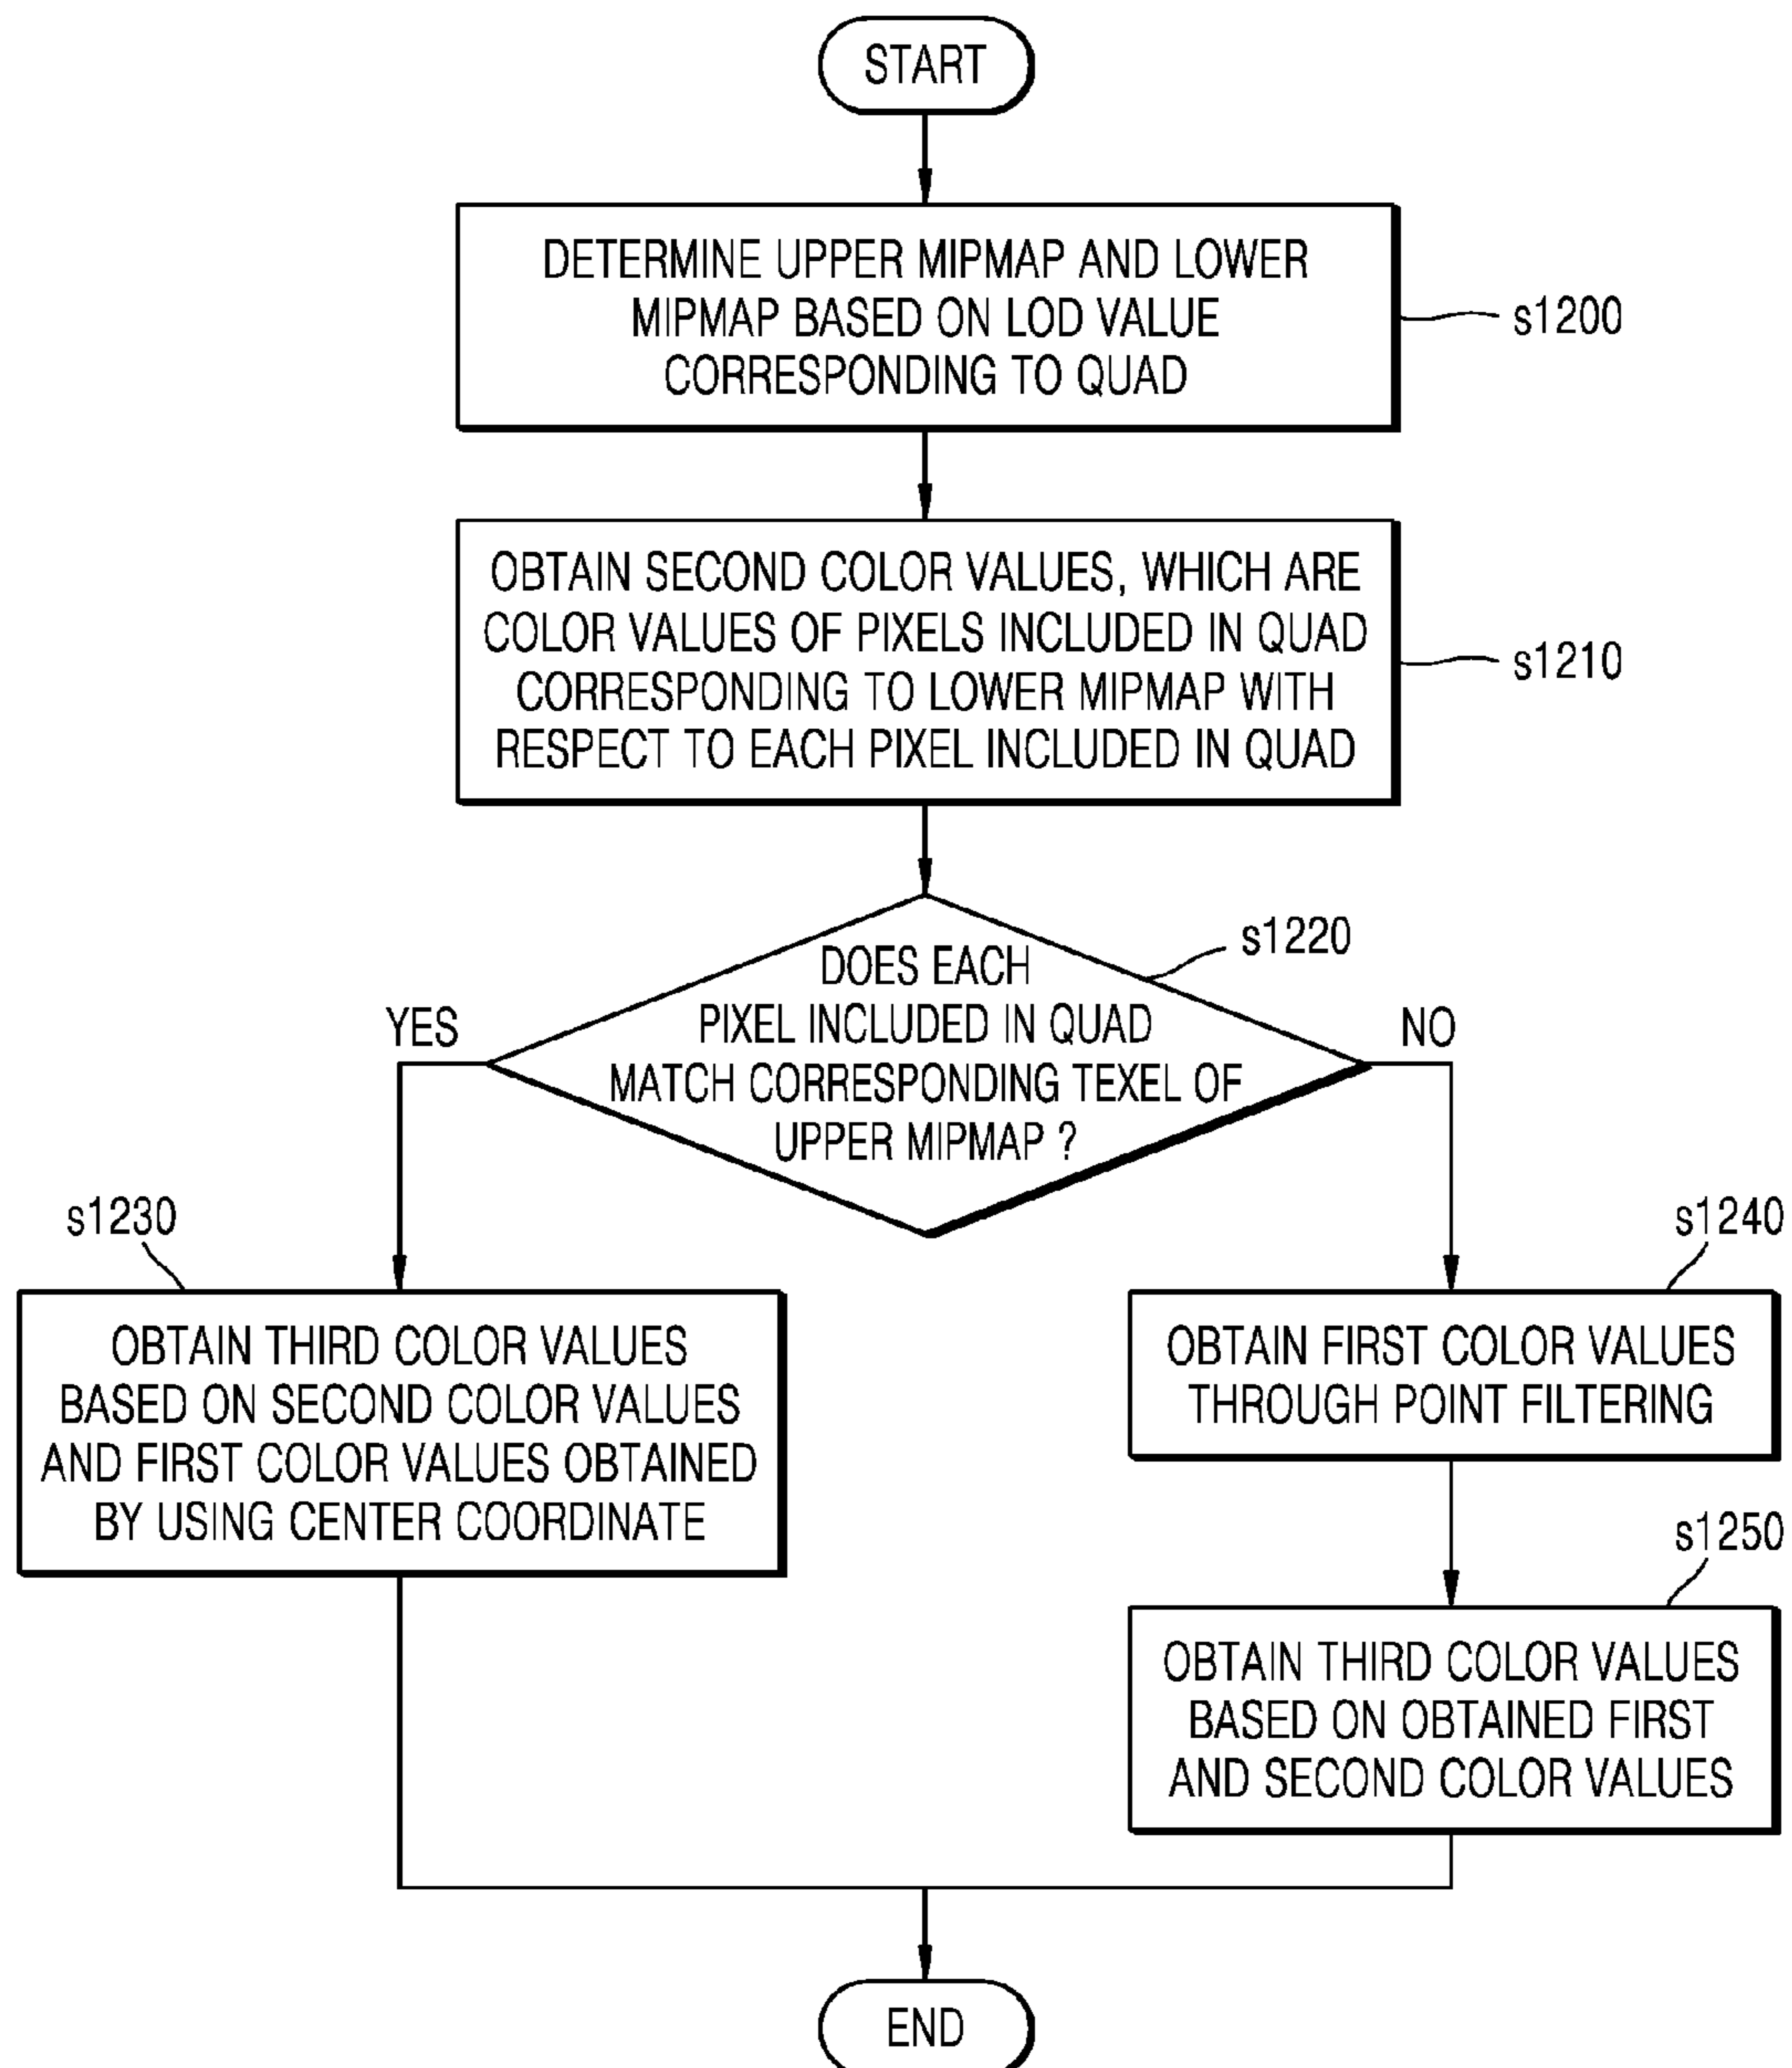 START
DETERMINE UPPER MIPMAP AND LOWER
MIPMAP BASED ON LOD VALUE
CORRESPONDING TO QUAD
s1200
OBTAIN SECOND COLOR VALUES, WHICH ARE
COLOR VALUES OF PIXELS INCLUDED IN QUAD
CORRESPONDING TO LOWER MIPMAP WITH
RESPECT TO EACH PIXEL INCLUDED IN QUAD
s1210
s1220
DOES EACH
PIXEL INCLUDED IN QUAD
MATCH CORRESPONDING TEXEL OF
UPPER MIPMAP ?
YES
NO
s1230
OBTAIN THIRD COLOR VALUES
BASED ON SECOND COLOR VALUES
AND FIRST COLOR VALUES OBTAINED
BY USING CENTER COORDINATE
s1240
OBTAIN FIRST COLOR VALUES
THROUGH POINT FILTERING
s1250
OBTAIN THIRD COLOR VALUES
BASED ON OBTAINED FIRST
AND SECOND COLOR VALUES
END